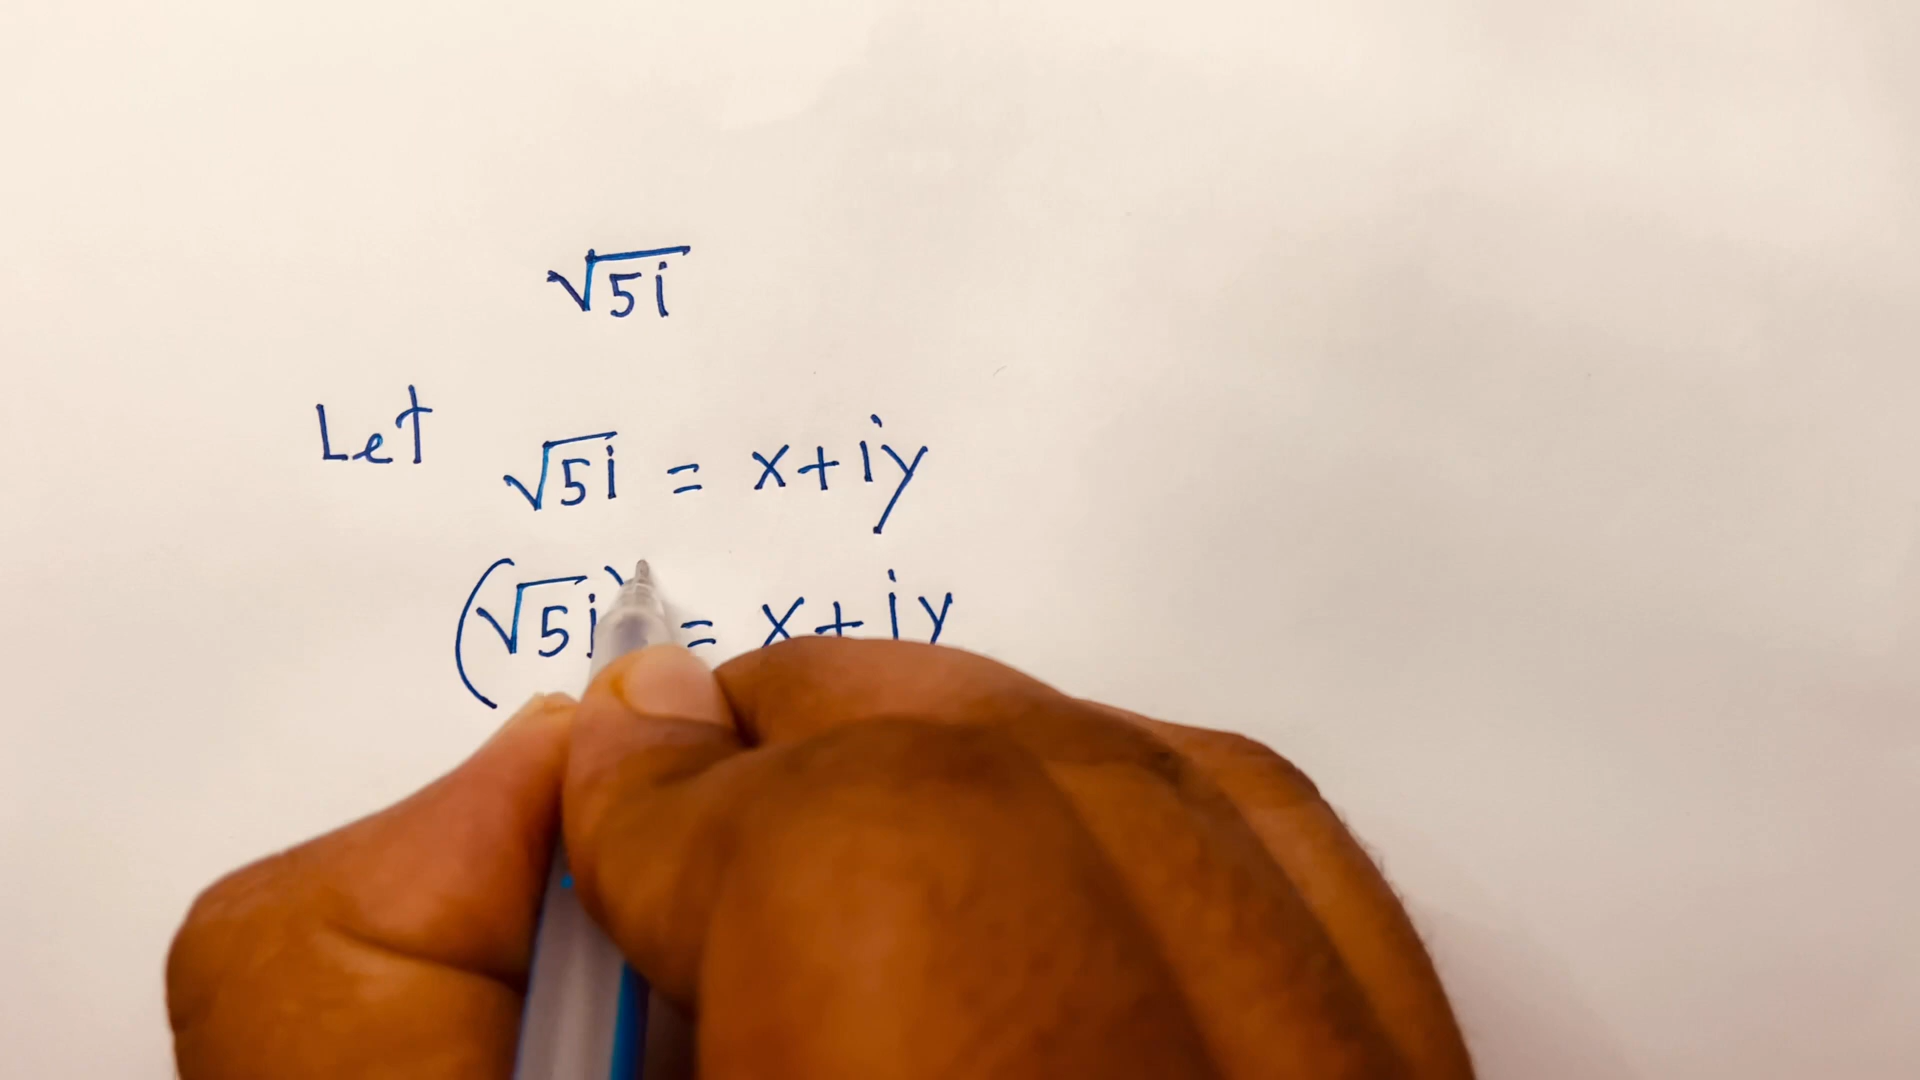 √5i
Let √5i = x+iy
(√5i) = x+iy